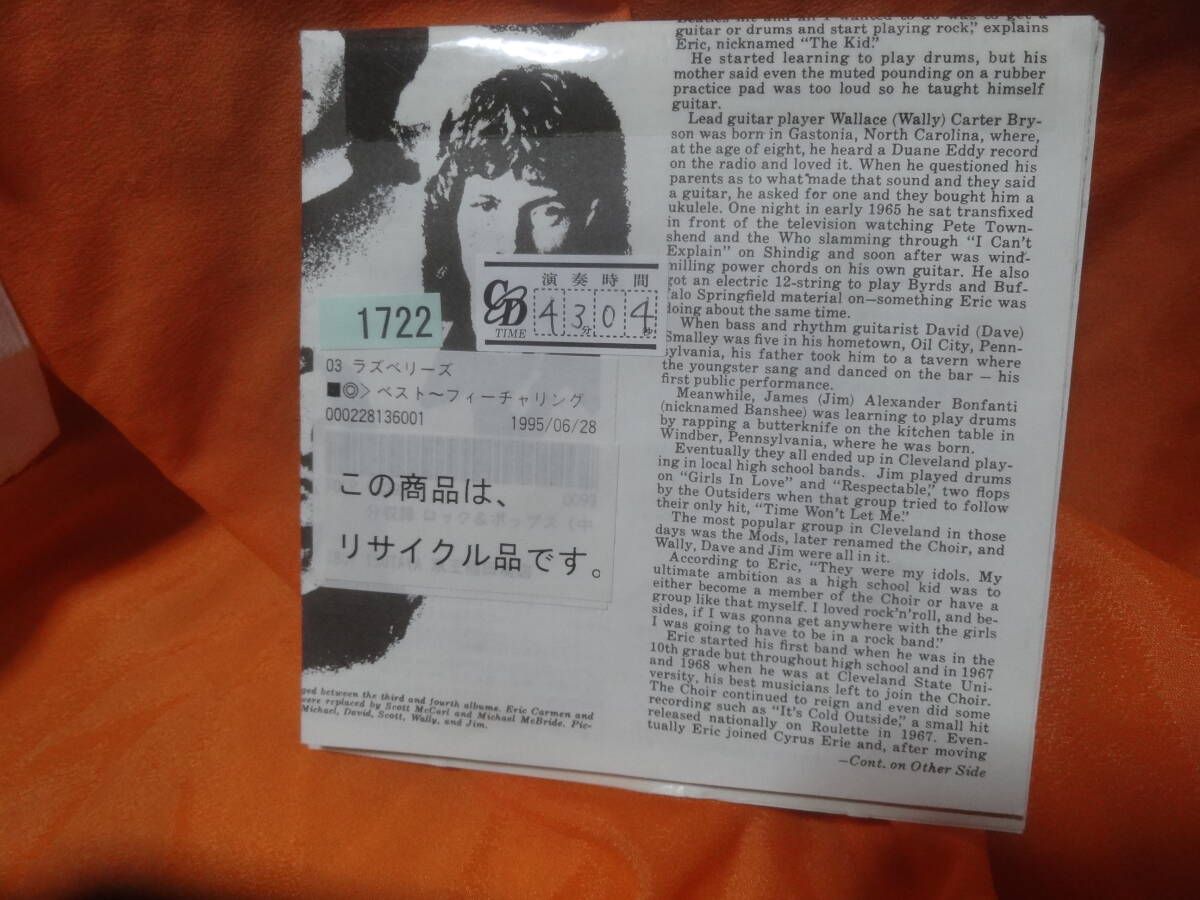 guitar or drums and start playing rock," explains
Eric, nicknamed "The Kid."
He started learning to play drums, but his
mother said even the muted pounding on a rubber
practice pad was too loud so he taught himself
guitar.
Lead guitar player Wallace (Wally) Carter Bry-
son was born in Gastonia, North Carolina, where,
at the age of eight, he heard a Duane Eddy record
on the radio and loved it. When he questioned his
parents as to what made that sound and they said
a guitar, he asked for one and they bought him a
ukulele. One night in early 1965 he sat transfixed
in front of the television watching Pete Town-
shend and the Who slamming through "I Can't
Explain" on Shindig and soon after was wind-
milling power chords on his own guitar. He also
got an electric 12-string to play Byrds and Buf-
falo Springfield material on—something Eric was
doing about the same time.
When bass and rhythm guitarist David (Dave)
Smalley was five in his hometown, Oil City, Penn-
sylvania, his father took him to a tavern where
the youngster sang and danced on the bar — his
first public performance.
Meanwhile, James (Jim) Alexander Bonfanti
(nicknamed Banshee) was learning to play drums
by rapping a butterknife on the kitchen table in
Windber, Pennsylvania, where he was born.
Eventually they all ended up in Cleveland play-
ing in local high school bands. Jim played drums
on "Girls In Love" and "Respectable," two flops
by the Outsiders when that group tried to follow
their only hit, "Time Won't Let Me."
The most popular group in Cleveland in those
days was the Mods, later renamed the Choir, and
Wally, Dave and Jim were all in it.
According to Eric, "They were my idols. My
ultimate ambition as a high school kid was to
either become a member of the Choir or have a
group like that myself. I loved rock'n'roll, and be-
sides, if I was gonna get anywhere with the girls
I was going to have to be in a rock band."
Eric started his first band when he was in the
10th grade but throughout high school and in 1967
and 1968 when he was at Cleveland State Uni-
versity, his best musicians left to join the Choir.
The Choir continued to reign and even did some
recording such as "It's Cold Outside," a small hit
released nationally on Roulette in 1967. Even-
tually Eric joined Cyrus Erie and, after moving
—Cont. on Other Side
CD
TIME
演奏時間
43分04秒
1722
03 ラズベリーズ
■◎>ベスト~フィーチャリング
000228136001 1995/06/28
この商品は、
リサイクル品です。
ged between the third and fourth albums. Eric Carmen and
were replaced by Scott McCarl and Michael McBride. Pic-
Michael, David, Scott, Wally, and Jim.